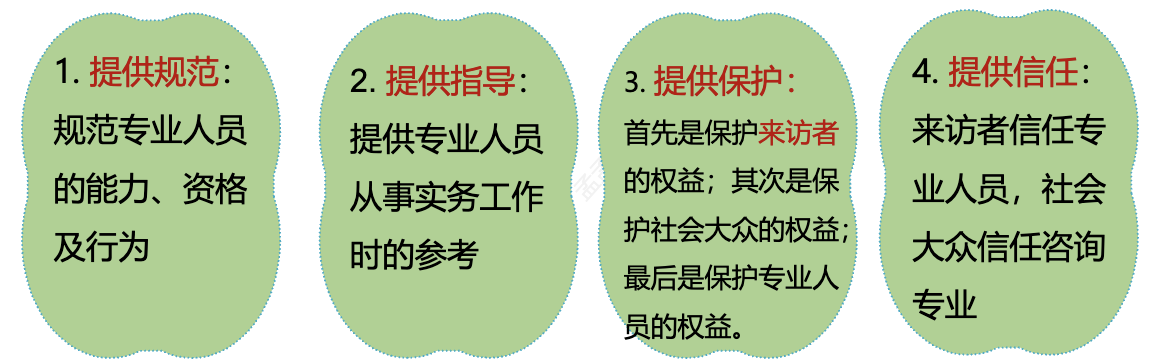 1. 提供规范：
规范专业人员
的能力、资格
及行为
2. 提供指导：
提供专业人员
从事实务工作
时的参考
3. 提供保护：
首先是保护来访者
的权益；其次是保
护社会大众的权益；
最后是保护专业人
员的权益。
4. 提供信任：
来访者信任专
业人员，社会
大众信任咨询
专业